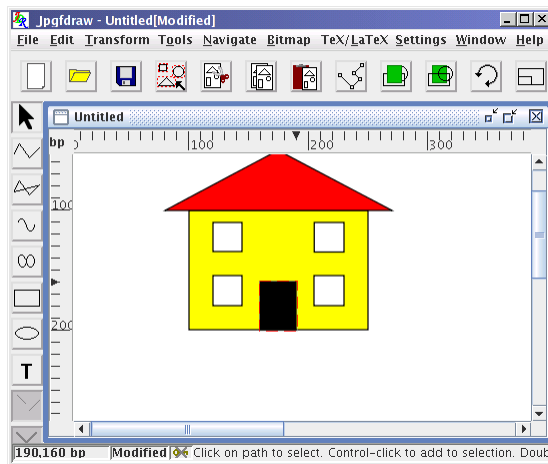 Jpgfdraw - Untitled[Modified]
File Edit Transform Tools Navigate Bitmap TeX/LaTeX Settings Window Help
Untitled
bp 100 200 300
100
200
T
190,160 bp Modified Click on path to select. Control-click to add to selection.